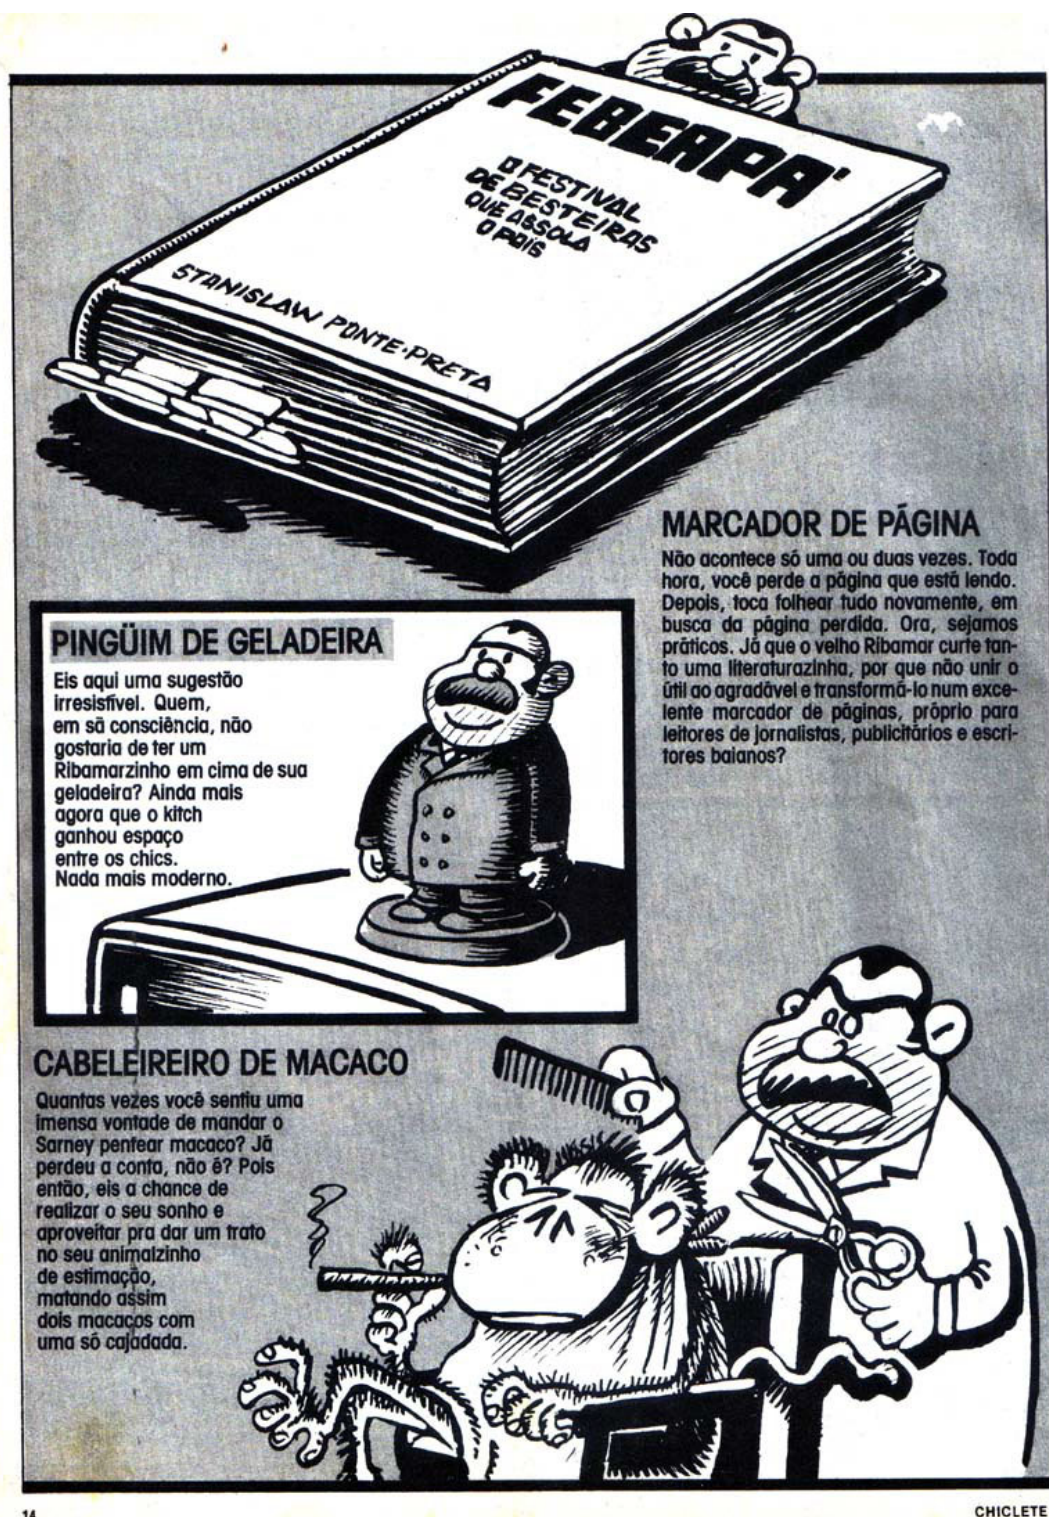 FEBEAPA'
O FESTIVAL
DE BESTEIRAS
QUE ASSOLA
O PAÍS
STANISLAW PONTE-PRETA
MARCADOR DE PÁGINA
Não acontece só uma ou duas vezes. Toda
hora, você perde a página que está lendo.
Depois, toca folhear tudo novamente, em
busca da página perdida. Ora, sejamos
práticos. Já que o velho Ribamar curte tan-
to uma literaturazinha, por que não unir o
útil ao agradável e transformá-lo num exce-
lente marcador de páginas, próprio para
leitores de jornalistas, publicitários e escri-
tores baianos?
PINGÜIM DE GELADEIRA
Eis aqui uma sugestão
irresistível. Quem,
em sã consciência, não
gostaria de ter um
Ribamarzinho em cima de sua
geladeira? Ainda mais
agora que o kitch
ganhou espaço
entre os chics.
Nada mais moderno.
CABELEIREIRO DE MACACO
Quantas vezes você sentiu uma
imensa vontade de mandar o
Sarney pentear macaco? Já
perdeu a conta, não é? Pois
então, eis a chance de
realizar o seu sonho e
aproveitar pra dar um trato
no seu animalzinho
de estimação,
matando assim
dois macacos com
uma só cajadada.
14
CHICLETE